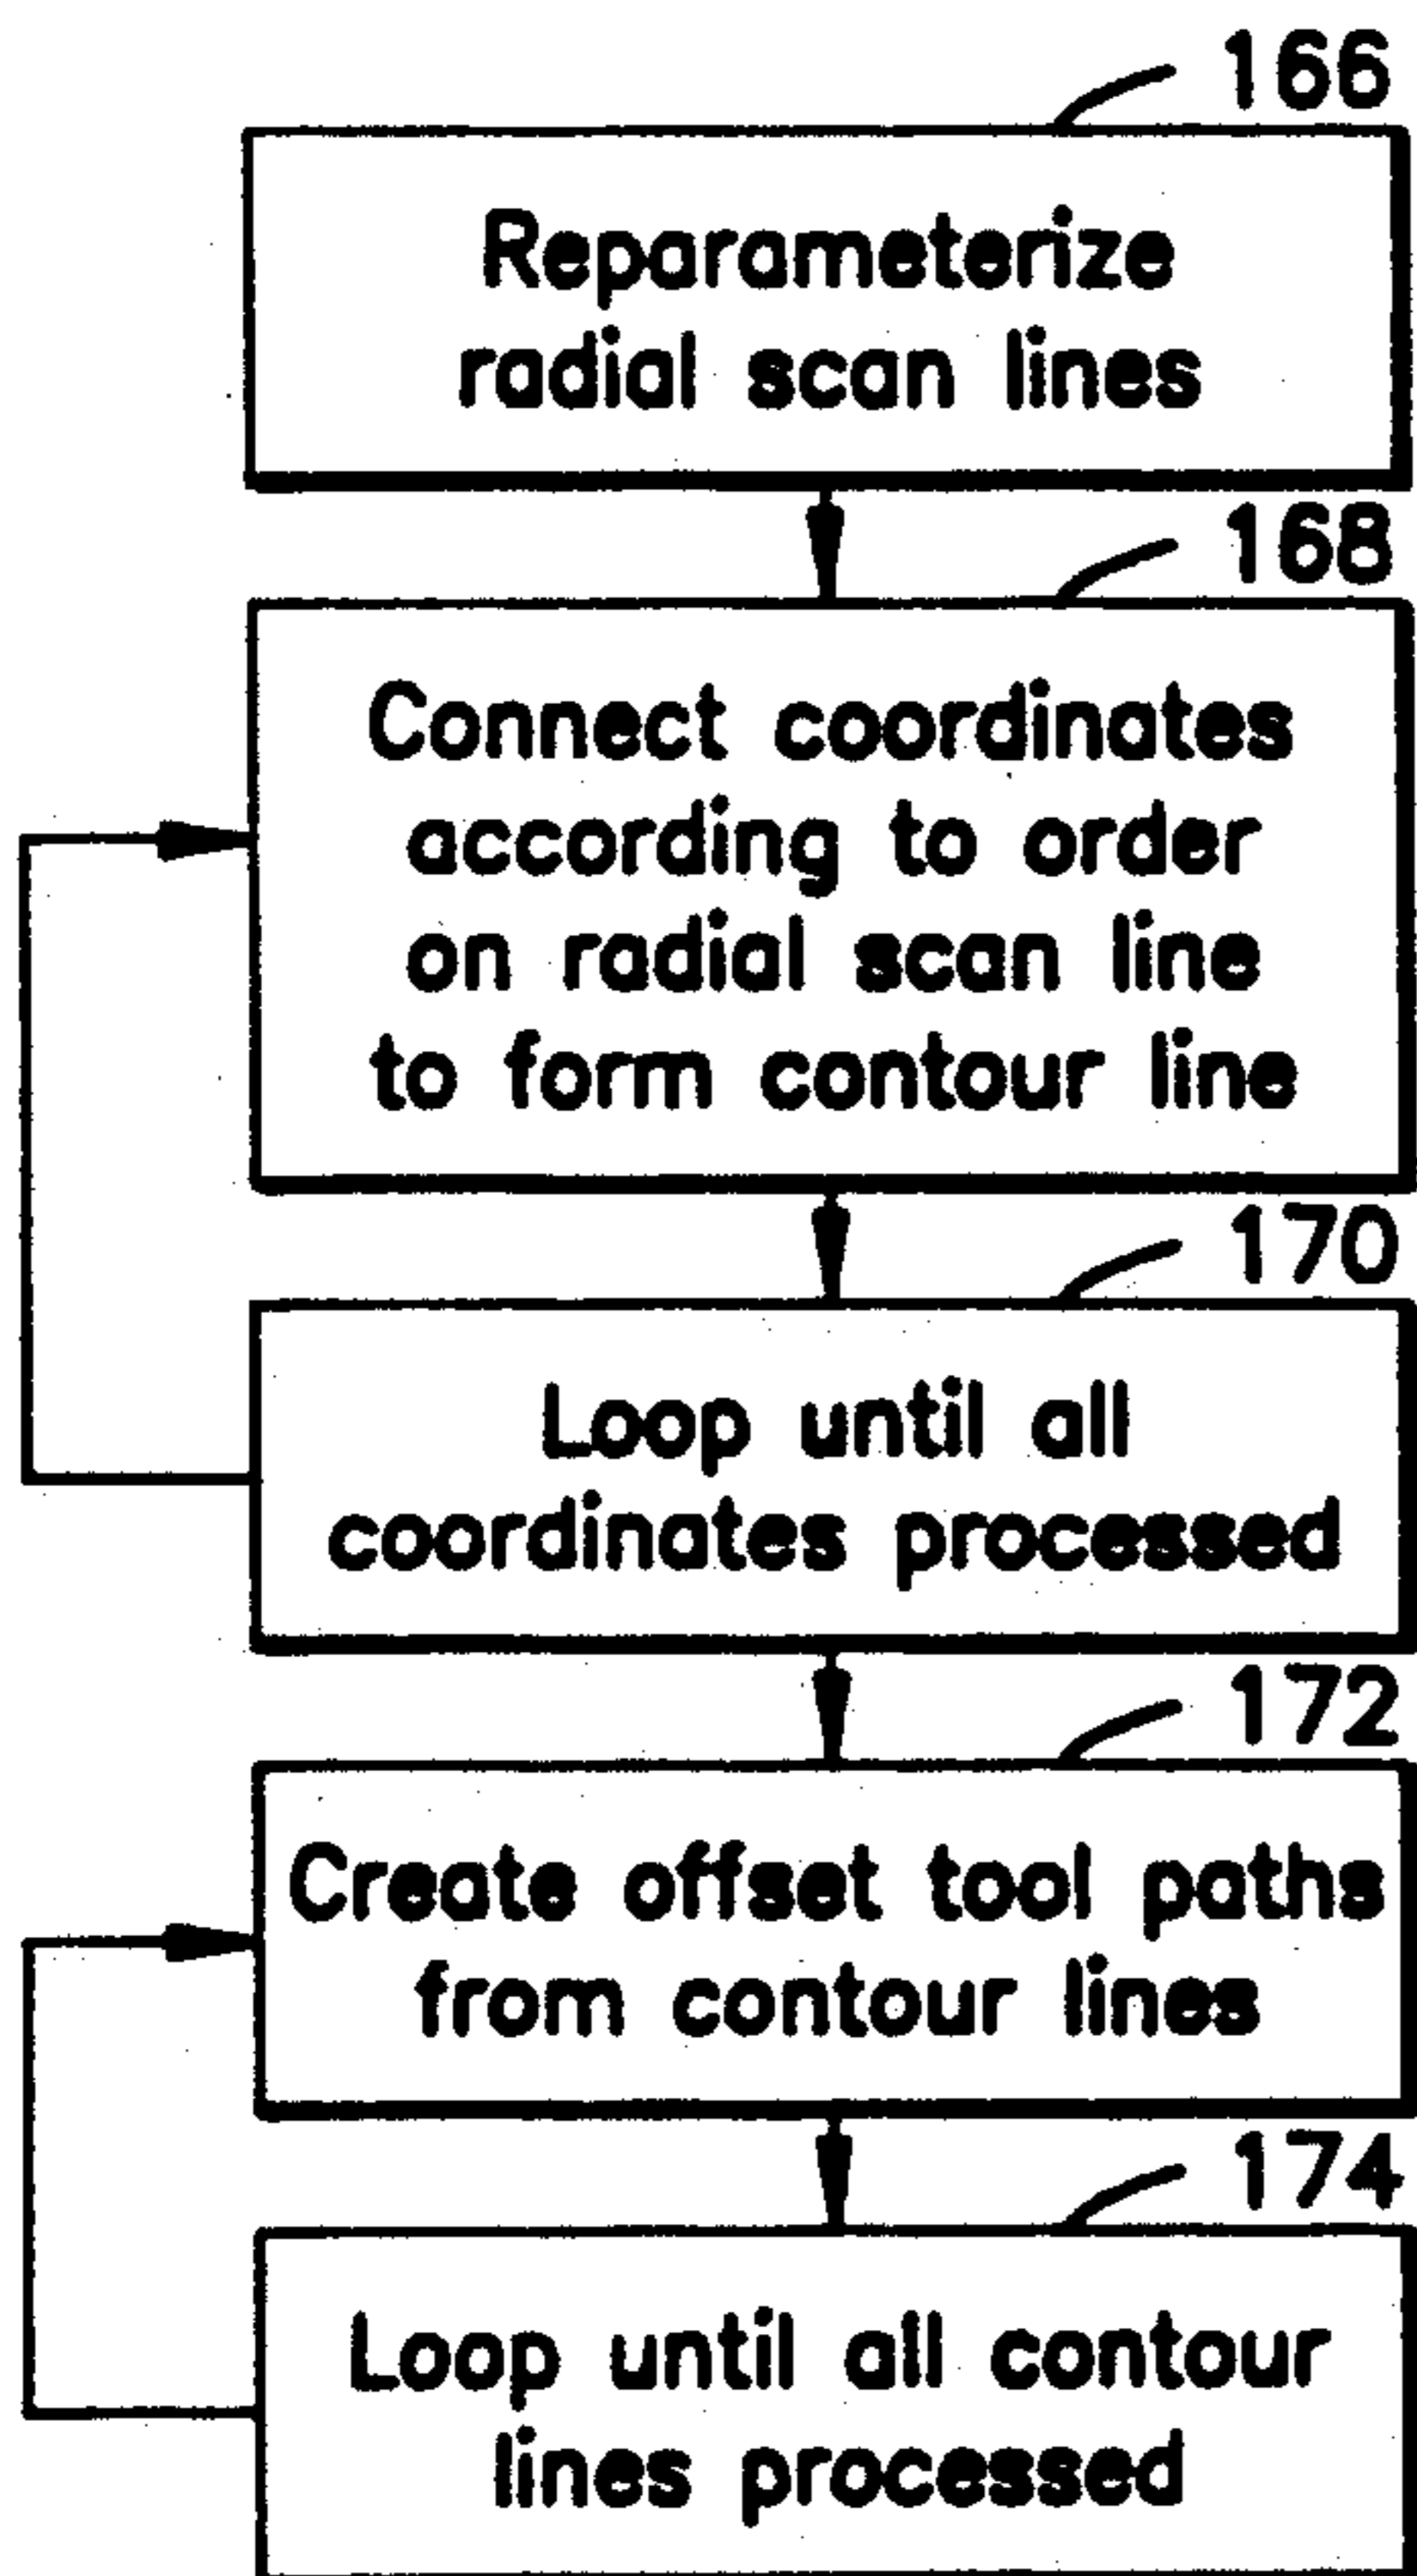 166
Reparameterize
radial scan lines
168
Connect coordinates
according to order
on radial scan line
to form contour line
170
Loop until all
coordinates processed
172
Create offset tool paths
from contour lines
174
Loop until all contour
lines processed